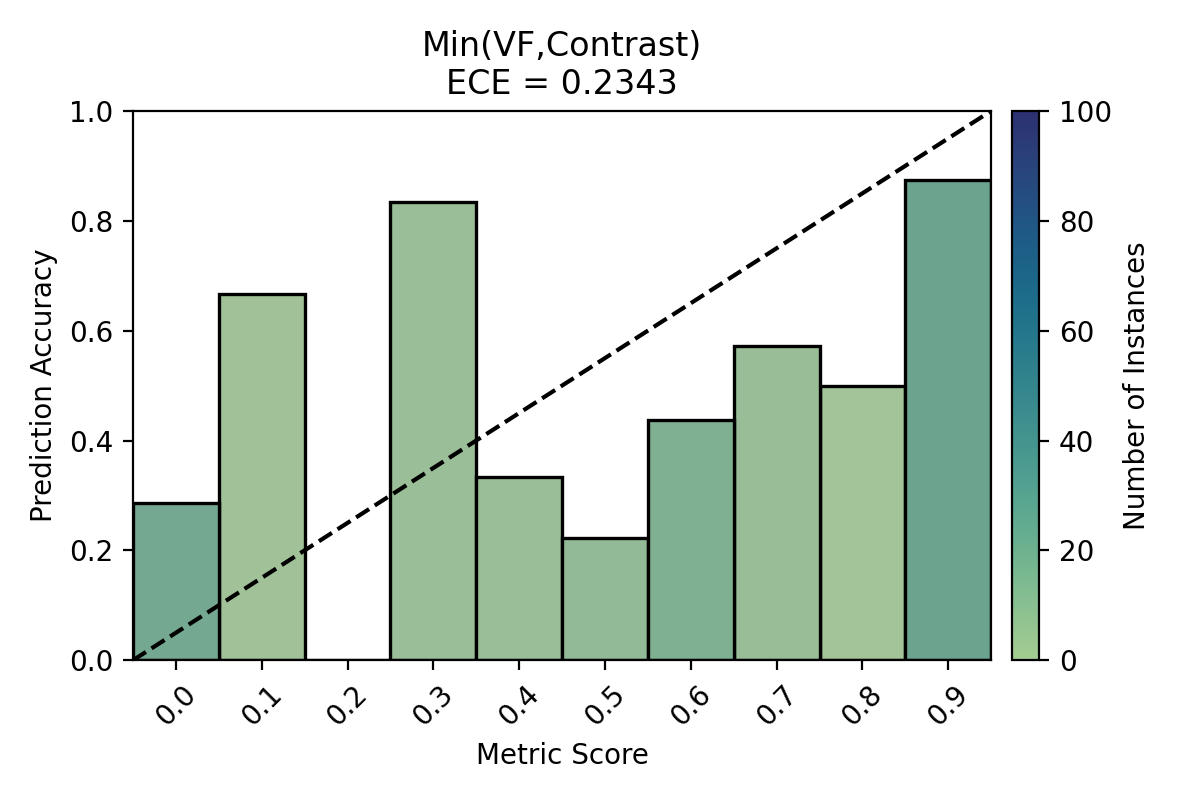 Min(VF,Contrast)
ECE = 0.2343
1.0
0.8
0.6
0.4
0.2
0.0
Prediction Accuracy
0.0 0.1 0.2 0.3 0.4 0.5 0.6 0.7 0.8 0.9
Metric Score
100
80
60
40
20
0
Number of Instances